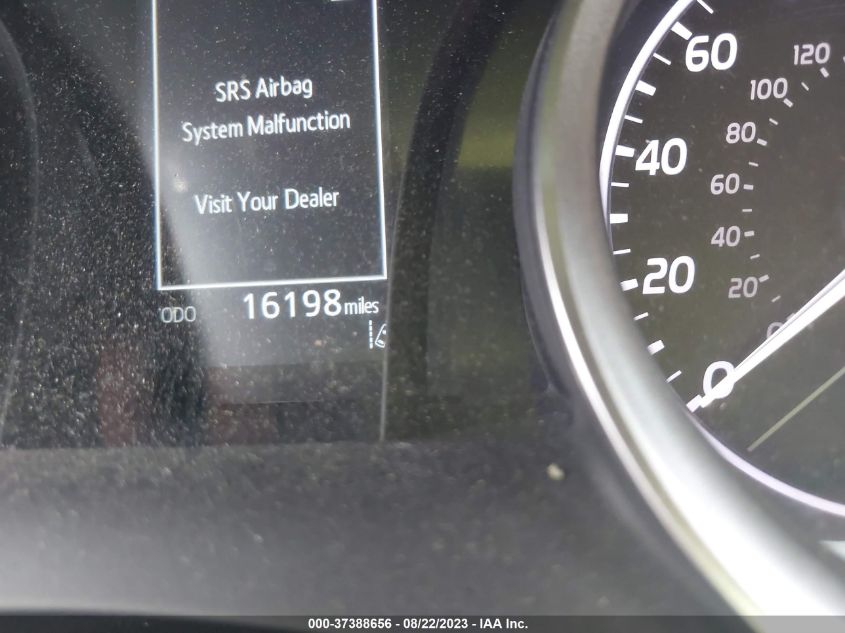 SRS Airbag
System Malfunction
Visit Your Dealer
ODO 16198 miles
60
40
20
0
120
100
80
60
40
20
000-37388656 - 08/22/2023 - IAA Inc.